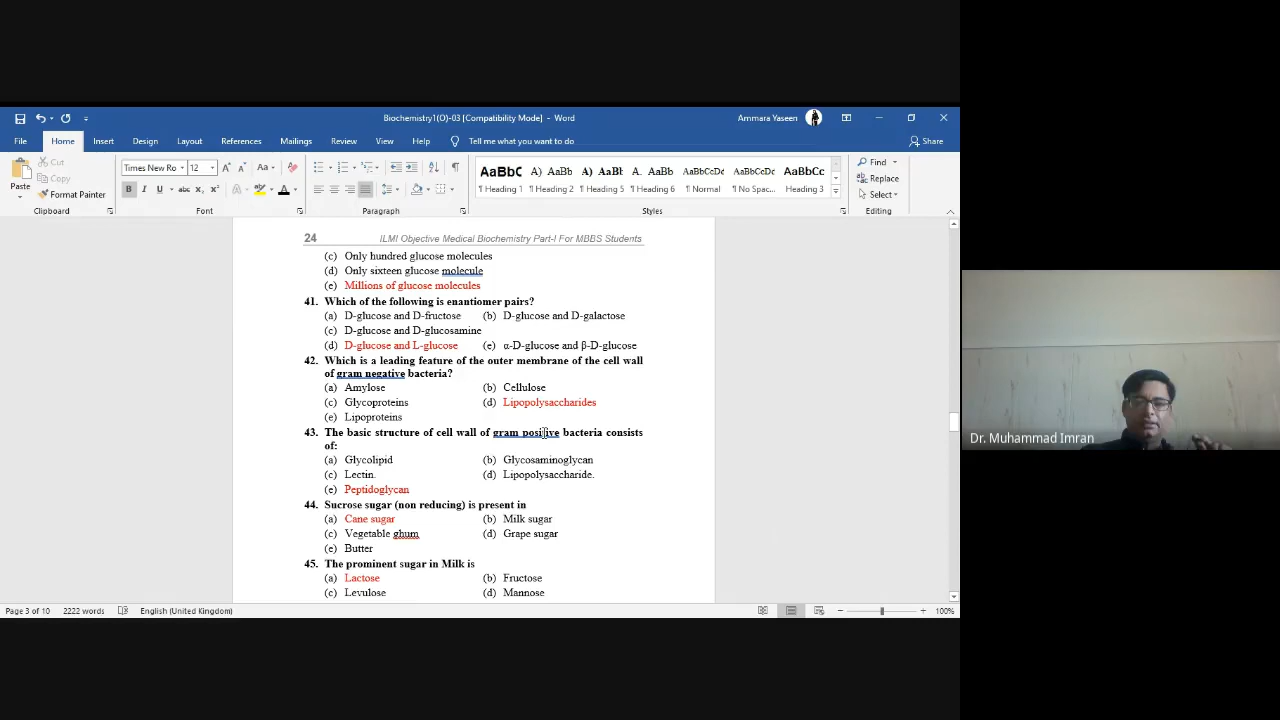 Biochemistry1(O)-03 [Compatibility Mode] - Word
Ammara Yaseen
File Home Insert Design Layout References Mailings Review View Help Tell me what you want to do Share
Paste Cut Copy Format Painter
Times New Ro 12
AaBbC A) AaBb A) AaBb A. AaBb AaBbCcDc AaBbCcDc AaBbCc
¶ Heading 1 ¶ Heading 2 ¶ Heading 5 ¶ Heading 6 ¶ Normal ¶ No Spac... ¶ Heading 3
Find Replace Select
Clipboard Font Paragraph Styles Editing
24 ILMI Objective Medical Biochemistry Part-I For MBBS Students
(c) Only hundred glucose molecules
(d) Only sixteen glucose molecule
(e) Millions of glucose molecules
41. Which of the following is enantiomer pairs?
(a) D-glucose and D-fructose (b) D-glucose and D-galactose
(c) D-glucose and D-glucosamine
(d) D-glucose and L-glucose (e) α-D-glucose and β-D-glucose
42. Which is a leading feature of the outer membrane of the cell wall
of gram negative bacteria?
(a) Amylose (b) Cellulose
(c) Glycoproteins (d) Lipopolysaccharides
(e) Lipoproteins
43. The basic structure of cell wall of gram positive bacteria consists
of:
(a) Glycolipid (b) Glycosaminoglycan
(c) Lectin. (d) Lipopolysaccharide.
(e) Peptidoglycan
44. Sucrose sugar (non reducing) is present in
(a) Cane sugar (b) Milk sugar
(c) Vegetable ghum (d) Grape sugar
(e) Butter
45. The prominent sugar in Milk is
(a) Lactose (b) Fructose
(c) Levulose (d) Mannose
Page 3 of 10 2222 words English (United Kingdom) 100%
Dr. Muhammad Imran